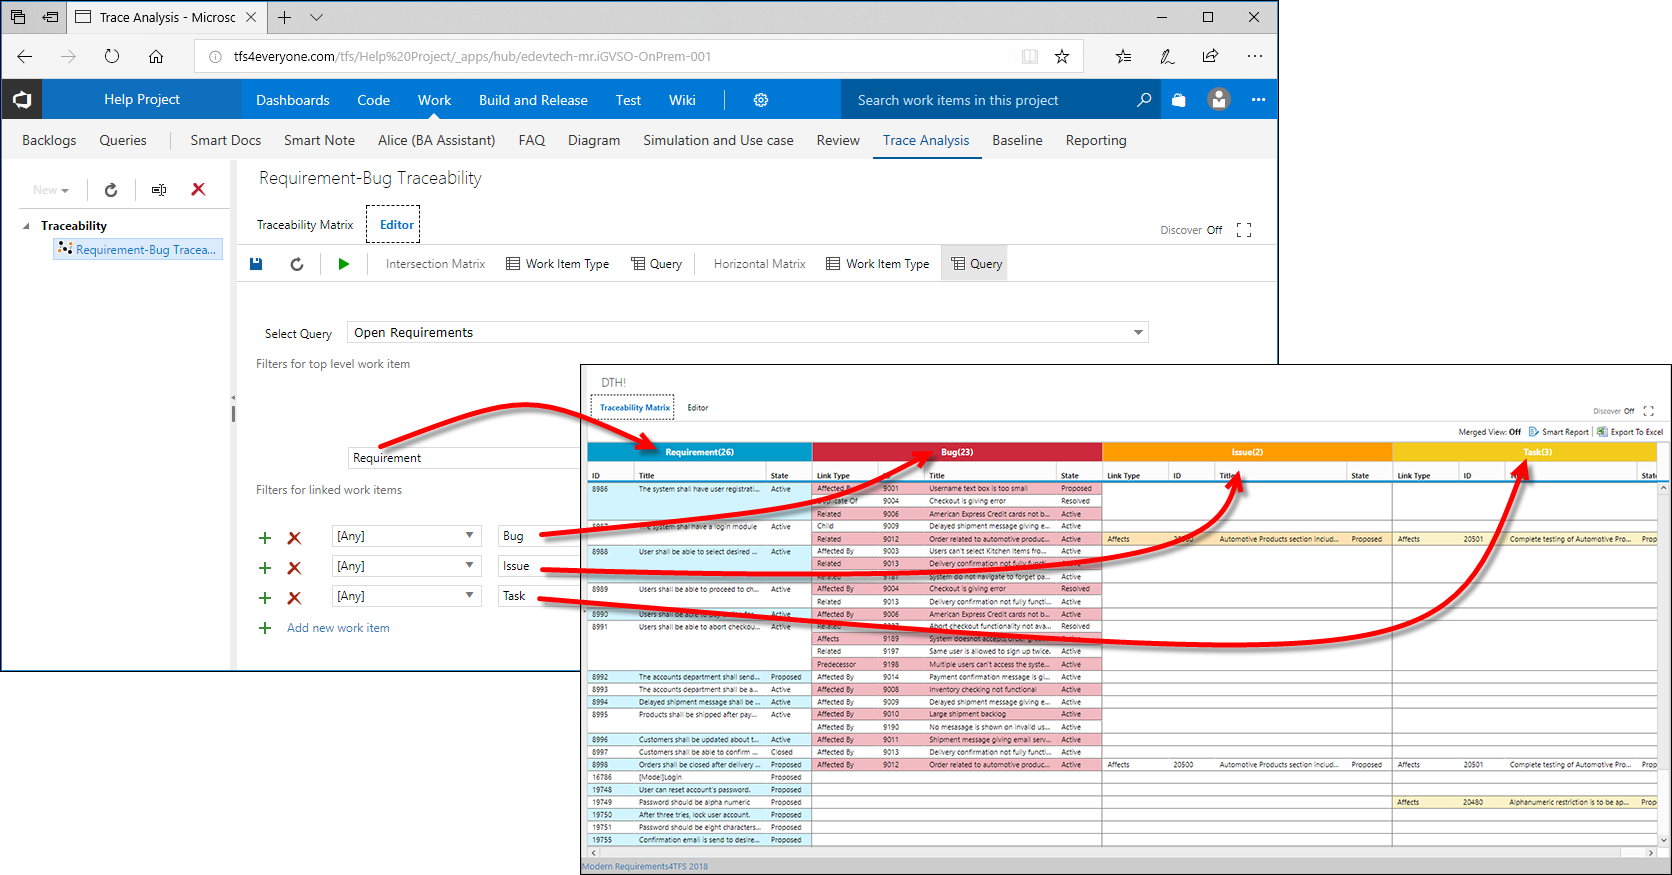 Trace Analysis - Microsc
tfs4everyone.com/tfs/Help%20Project/_apps/hub/edevtech-mr.iGVSO-OnPrem-001
Help Project Dashboards Code Work Build and Release Test Wiki Search work items in this project
Backlogs Queries Smart Docs Smart Note Alice (BA Assistant) FAQ Diagram Simulation and Use case Review Trace Analysis Baseline Reporting
New
Requirement-Bug Traceability
Traceability
Requirement-Bug Tracea...
Traceability Matrix Editor
Discover Off
Intersection Matrix Work Item Type Query Horizontal Matrix Work Item Type Query
Select Query Open Requirements
Filters for top level work item
Requirement
Filters for linked work items
[Any] Bug
[Any] Issue
[Any] Task
Add new work item
DTH!
Traceability Matrix Editor
Discover Off
Merged View: Off Smart Report Export To Excel
Requirement(26) Bug(23) Issue(2) Task(3)
ID Title State Link Type Title State Link Type ID Title State Link Type ID State
8986 The system shall have user registrati... Active Affected By 9001 Username text box is too small Proposed
Duplicate Of 9004 Checkout is giving error Resolved
Related 9006 American Express Credit cards not b... Active
8987 The system shall have a login module Active Child 9009 Delayed shipment message giving e... Active
Related 9012 Order related to automotive produc... Active Affects Automotive Products section includ... Proposed Affects 20501 Complete testing of Automotive Pro... Prop
8988 User shall be able to select desired ... Active Affected By 9003 Users can't select Kitchen Items fro... Active
Related 9013 Delivery confirmation not fully functi... Active
Related 9187 System do not navigate to forget pa... Active
8989 Users shall be able to proceed to ch... Active Affected By 9004 Checkout is giving error Resolved
Related 9013 Delivery confirmation not fully functi... Active
8990 Users shall be able to pay Active Affected By 9006 American Express Credit cards not b... Active
8991 Users shall be able to abort checkou... Active Related Abort checkout functionality not ava... Resolved
Affects 9189 System doesnot accepts order Active
Related 9197 Same user is allowed to sign up twice. Active
Predecessor 9198 Multiple users can't access the syste... Active
8992 The accounts department shall send... Proposed Affected By 9014 Payment confirmation message is gi... Active
8993 The accounts department shall be a... Active Affected By 9008 Inventory checking not functional Active
8994 Delayed shipment message shall be ... Active Affected By 9009 Delayed shipment message giving e... Active
8995 Products shall be shipped after pay... Active Affected By 9010 Large shipment backlog Active
Affected By 9190 No mesasage is shown on invalid us... Active
8996 Customers shall be updated about t... Active Affected By 9011 Shipment message giving email serv... Active
8997 Customers shall be able to confirm ... Closed Affected By 9013 Delivery confirmation not fully functi... Active
8998 Orders shall be closed after delivery ... Proposed Affected By 9012 Order related to automotive produc... Active Affects 20500 Automotive Products section includ... Proposed Affects 20501 Complete testing of Automotive Pro... Prop
16786 [Model]Login Proposed
19748 User can reset account's password. Proposed
19749 Password should be alpha numeric Proposed Affects 20480 Alphanumeric restriction is to be ap... Prop
19750 After three tries, lock user account. Proposed
19751 Password should be eight characters... Proposed
19755 Confirmation email is send to desire... Proposed
Modern Requirements4TFS 2018